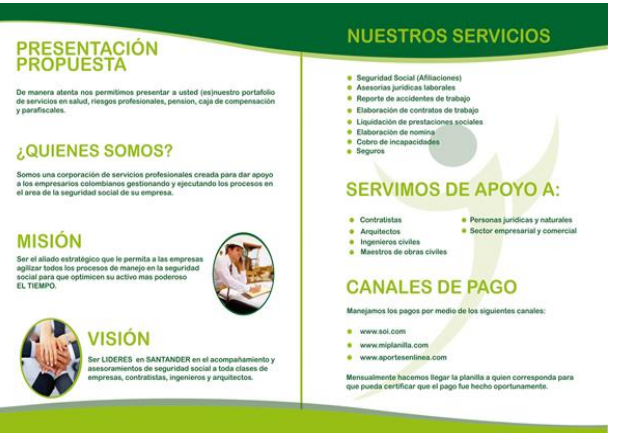 PRESENTACIÓN
PROPUESTA
De manera atenta nos permitimos presentar a usted (es)nuestro portafolio
de servicios en salud, riesgos profesionales, pension, caja de compensación
y parafiscales.
¿QUIENES SOMOS?
Somos una corporación de servicios profesionales creada para dar apoyo
a los empresarios colombianos gestionando y ejecutando los procesos en
el area de la seguridad social de su empresa.
MISIÓN
Ser el aliado estratégico que le permita a las empresas
agilizar todos los procesos de manejo en la seguridad
social para que optimicen su activo mas poderoso
EL TIEMPO.
VISIÓN
Ser LIDERES en SANTANDER en el acompañamiento y
asesoramientos de seguridad social a toda clases de
empresas, contratistas, ingenieros y arquitectos.
NUESTROS SERVICIOS
Seguridad Social (Afiliaciones)
Asesorias juridicas laborales
Reporte de accidentes de trabajo
Elaboración de contratos de trabajo
Liquidación de prestaciones sociales
Elaboración de nomina
Cobro de incapacidades
Seguros
SERVIMOS DE APOYO A:
Contratistas
Arquitectos
Ingenieros civiles
Maestros de obras civiles
Personas juridicas y naturales
Sector empresarial y comercial
CANALES DE PAGO
Manejamos los pagos por medio de los siguientes canales:
www.soi.com
www.miplanilla.com
www.aportesenlinea.com
Mensualmente hacemos llegar la planilla a quien corresponda para
que pueda certificar que el pago fue hecho oportunamente.